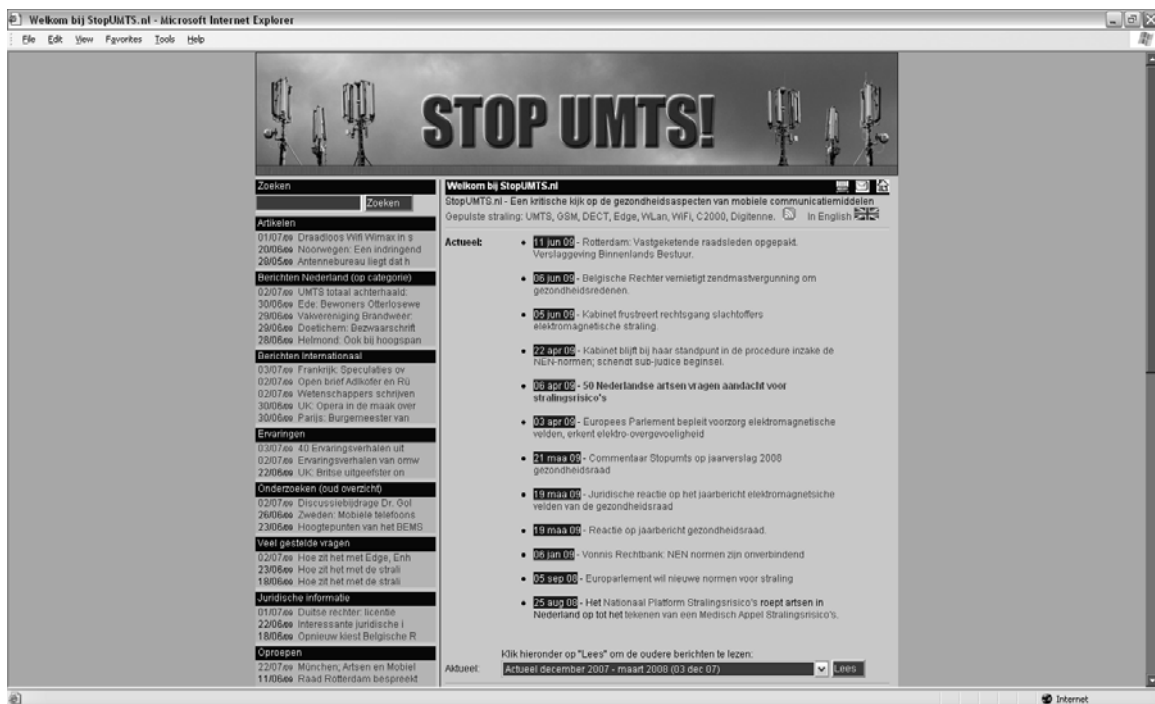 Welkom bij StopUMTS.nl - Microsoft Internet Explorer
File Edit View Favorites Tools Help
STOP UMTS!
Zoeken
Zoeken
Artikelen
01/07/09 Draadloos Wifi Wimax in s
20/06/09 Noorwegen: Een indringend
28/05/09 Antennebureau liegt dat h
Berichten Nederland (op categorie)
02/07/09 UMTS totaal achterhaald:
30/06/09 Ede: Bewoners Otterlosewe
29/06/09 Vakvereniging Brandweer:
29/06/09 Doetichem: Bezwaarschrift
28/06/09 Helmond: Ook bij hoogspan
Berichten Internationaal
03/07/09 Frankrijk: Speculaties ov
02/07/09 Open brief Adlkofer en Rü
02/07/09 Wetenschappers schrijven
30/06/09 UK: Opera in de maak over
30/06/09 Parijs: Burgemeester van
Ervaringen
03/07/09 40 Ervaringsverhalen uit
02/07/09 Ervaringsverhalen van omw
22/06/09 UK: Britse uitgeefster on
Onderzoeken (oud overzicht)
02/07/09 Discussiebijdrage Dr. Gol
26/06/09 Zweden: Mobiele telefoons
23/06/09 Hoogtepunten van het BEMS
Veel gestelde vragen
02/07/09 Hoe zit het met Edge, Enh
23/06/09 Hoe zit het met de strali
18/06/09 Hoe zit het met de strali
Juridische informatie
01/07/09 Duitse rechter: licentie
22/06/09 Interessante juridische i
18/06/09 Opnieuw kiest Belgische R
Oproepen
22/07/09 München; Artsen en Mobiel
11/06/09 Raad Rotterdam bespreekt
Welkom bij StopUMTS.nl
StopUMTS.nl - Een kritische kijk op de gezondheidsaspecten van mobiele communicatiemiddelen
Gepulste straling: UMTS, GSM, DECT, Edge, WLan, WiFi, C2000, Digitenne. In English
Actueel:
11 jun 09 - Rotterdam: Vastgeketende raadsleden opgepakt.
Verslaggeving Binnenlands Bestuur.
06 jun 09 - Belgische Rechter vernietigt zendmastvergunning om
gezondheidsredenen.
05 jun 09 - Kabinet frustreert rechtsgang slachtoffers
elektromagnetische straling.
22 apr 09 - Kabinet blijft bij haar standpunt in de procedure inzake de
NEN-normen; schendt sub-judice beginsel.
06 apr 09 - 50 Nederlandse artsen vragen aandacht voor
stralingsrisico's
03 apr 09 - Europees Parlement bepleit voorzorg elektromagnetische
velden, erkent elektro-overgevoeligheid
21 maa 09 - Commentaar Stopumts op jaarverslag 2008
gezondheidsraad
19 maa 09 - Juridische reactie op het jaarbericht elektromagnetsiche
velden van de gezondheidsraad
19 maa 09 - Reactie op jaarbericht gezondheidsraad.
06 jan 09 - Vonnis Rechtbank: NEN normen zijn onverbindend
05 sep 08 - Europarlement wil nieuwe normen voor straling
25 aug 08 - Het Nationaal Platform Stralingsrisico's roept artsen in
Nederland op tot het tekenen van een Medisch Appel Stralingsrisico's.
Klik hieronder op "Lees" om de oudere berichten te lezen:
Aktueel: Actueel december 2007 - maart 2008 (03 dec 07) Lees
Internet